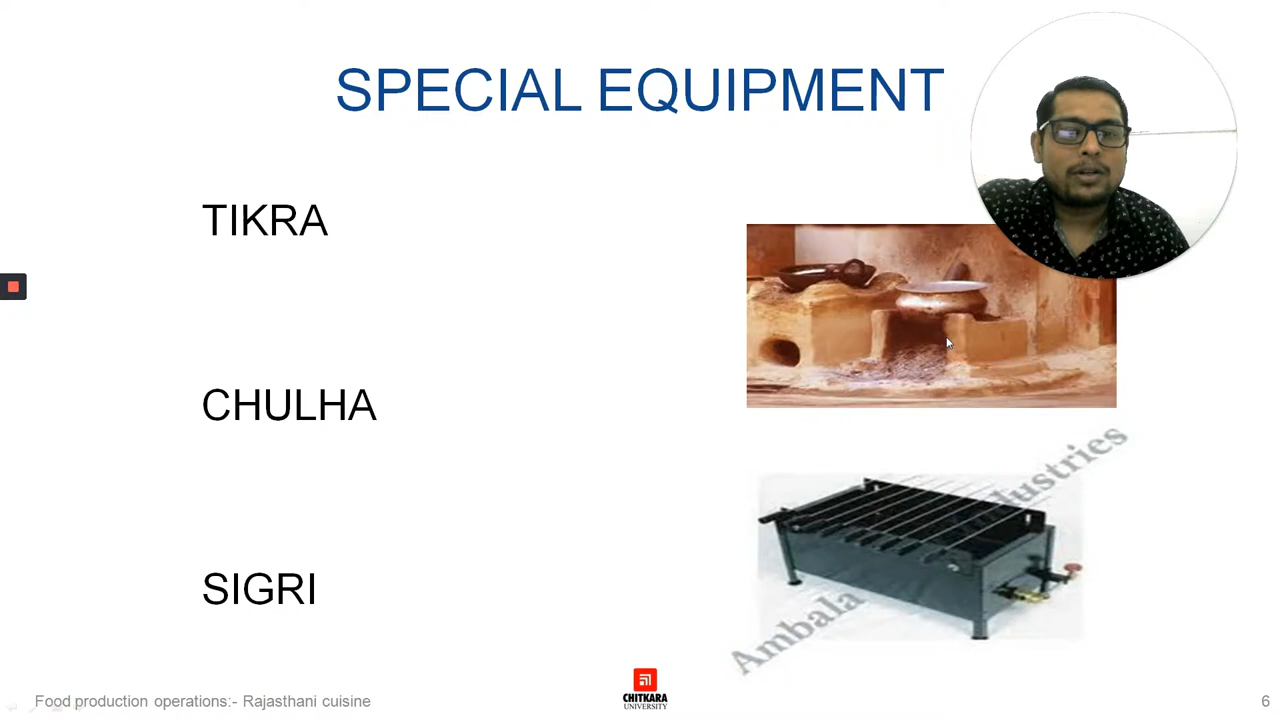 SPECIAL EQUIPMENT
TIKRA
CHULHA
SIGRI
Ambala Industries
Food production operations:- Rajasthani cuisine
CHITKARA
UNIVERSITY
6